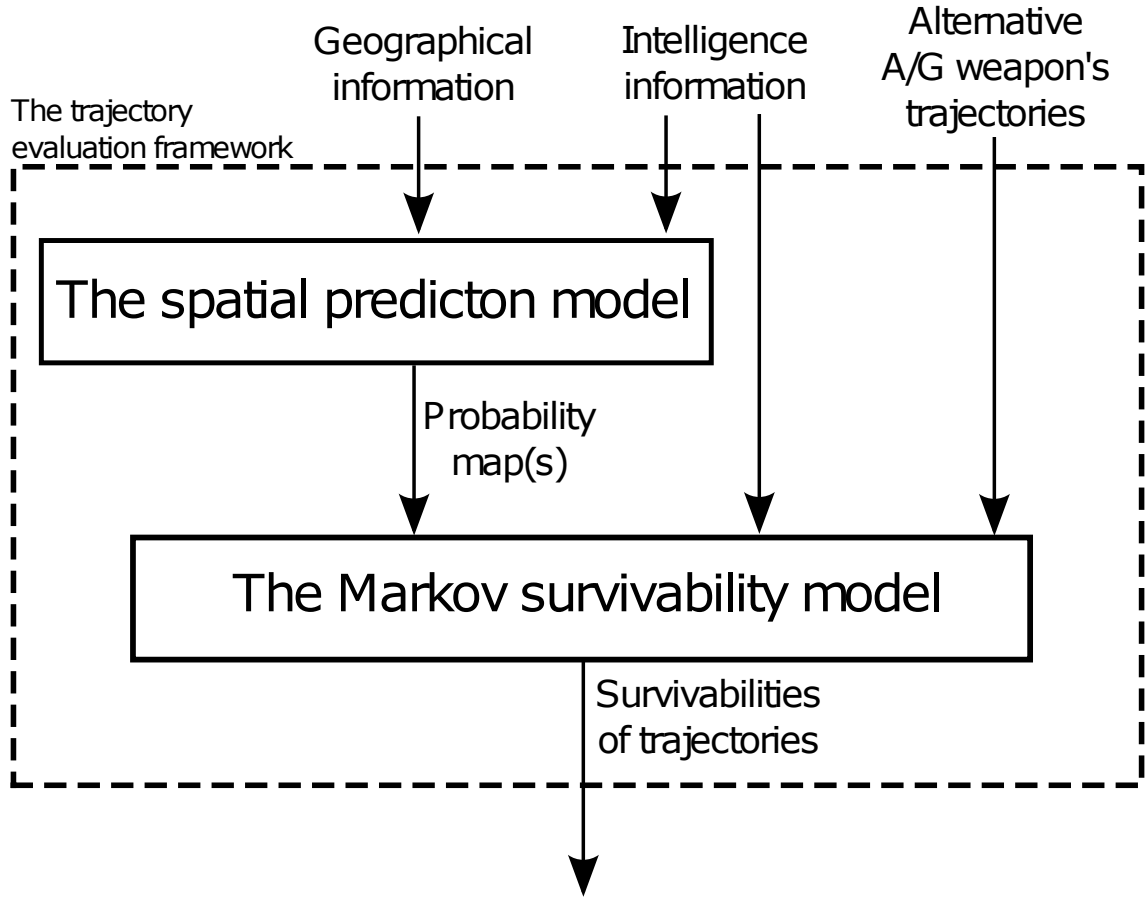 Geographical
information
Intelligence
information
Alternative
A/G weapon's
trajectories
The trajectory
evaluation framework
The spatial predicton model
Probability
map(s)
The Markov survivability model
Survivabilities
of trajectories